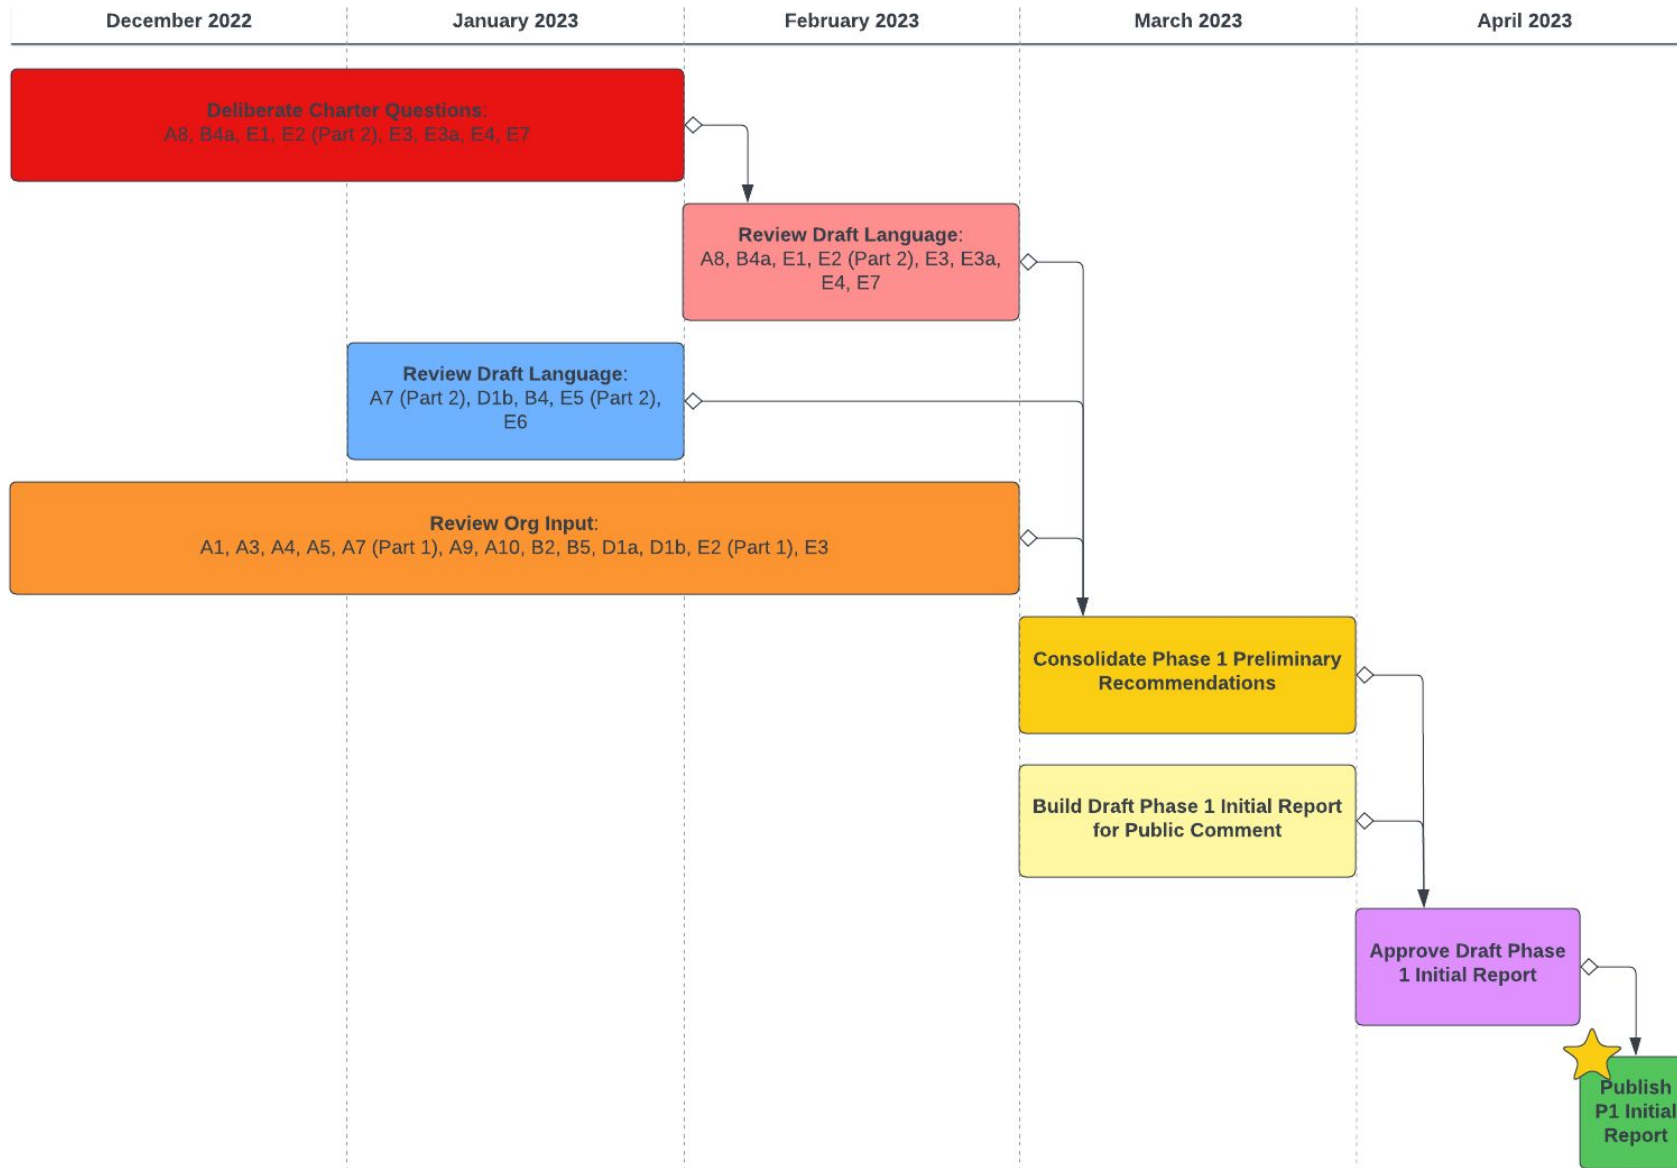 December 2022
January 2023
February 2023
March 2023
April 2023
Deliberate Charter Questions:
A8, B4a, E1, E2 (Part 2), E3, E3a, E4, E7
Review Draft Language:
A8, B4a, E1, E2 (Part 2), E3, E3a,
E4, E7
Review Draft Language:
A7 (Part 2), D1b, B4, E5 (Part 2),
E6
Review Org Input:
A1, A3, A4, A5, A7 (Part 1), A9, A10, B2, B5, D1a, D1b, E2 (Part 1), E3
Consolidate Phase 1 Preliminary
Recommendations
Build Draft Phase 1 Initial Report
for Public Comment
Approve Draft Phase
1 Initial Report
Publish
P1 Initial
Report